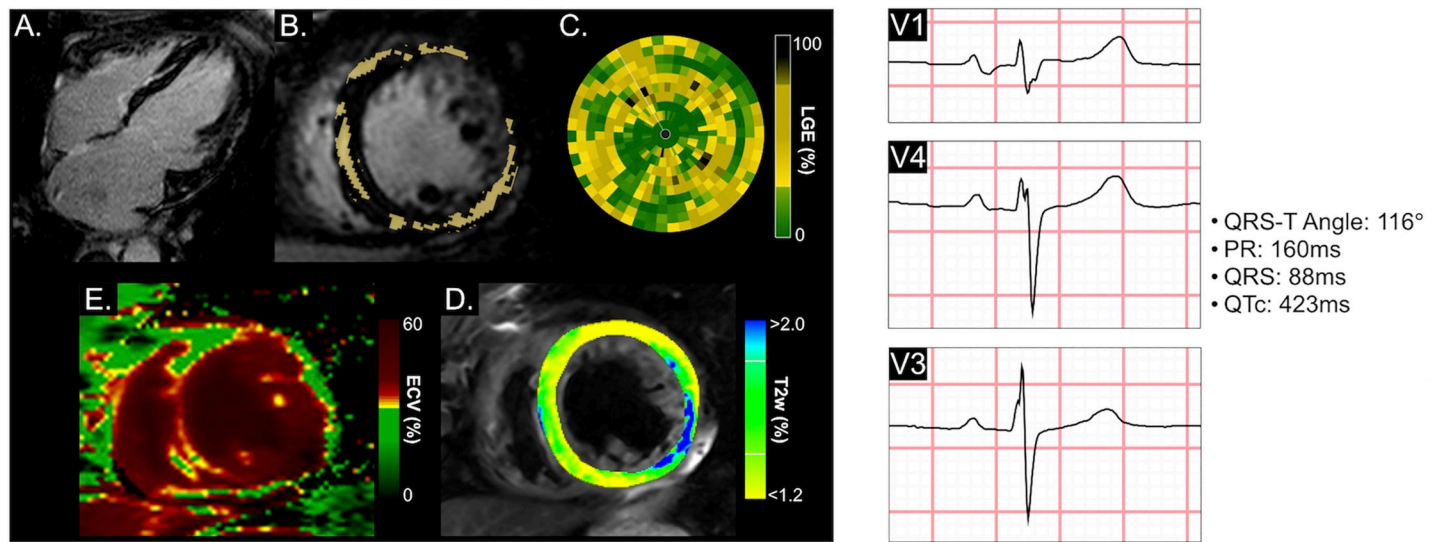 A.
B.
C.
100
LGE (%)
0
E.
60
ECV (%)
0
D.
>2.0
T2w (%)
<1.2
V1
V4
V3
• QRS-T Angle: 116°
• PR: 160ms
• QRS: 88ms
• QTc: 423ms